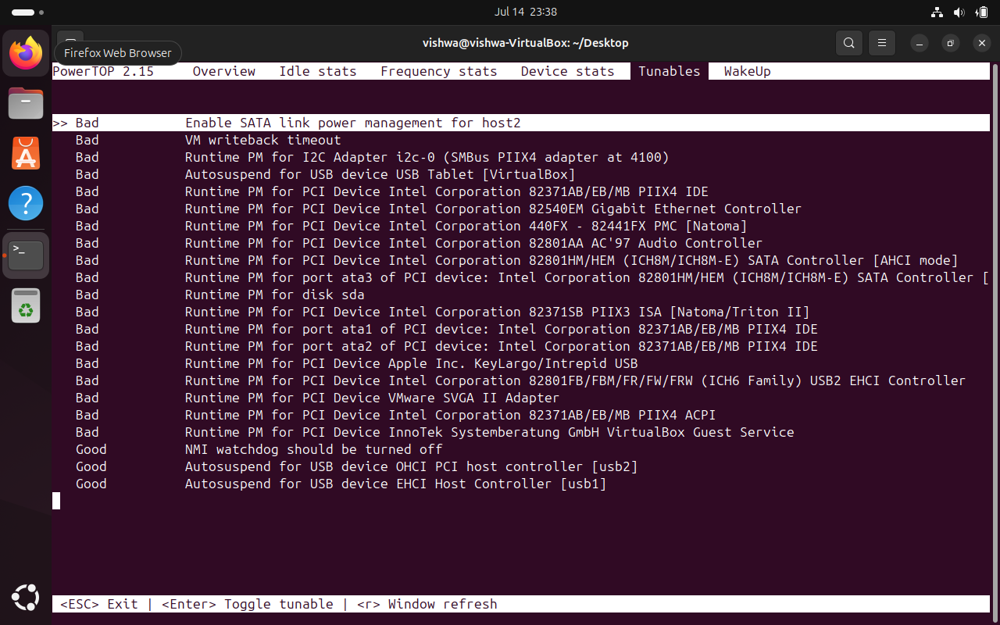 Jul 14 23:38
vishwa@vishwa-VirtualBox: ~/Desktop
Firefox Web Browser
PowerTOP 2.15 Overview Idle stats Frequency stats Device stats Tunables WakeUp
>> Bad Enable SATA link power management for host2
Bad VM writeback timeout
Bad Runtime PM for I2C Adapter i2c-0 (SMBus PIIX4 adapter at 4100)
Bad Autosuspend for USB device USB Tablet [VirtualBox]
Bad Runtime PM for PCI Device Intel Corporation 82371AB/EB/MB PIIX4 IDE
Bad Runtime PM for PCI Device Intel Corporation 82540EM Gigabit Ethernet Controller
Bad Runtime PM for PCI Device Intel Corporation 440FX - 82441FX PMC [Natoma]
Bad Runtime PM for PCI Device Intel Corporation 82801AA AC'97 Audio Controller
Bad Runtime PM for PCI Device Intel Corporation 82801HM/HEM (ICH8M/ICH8M-E) SATA Controller [AHCI mode]
Bad Runtime PM for port ata3 of PCI device: Intel Corporation 82801HM/HEM (ICH8M/ICH8M-E) SATA Controller [
Bad Runtime PM for disk sda
Bad Runtime PM for PCI Device Intel Corporation 82371SB PIIX3 ISA [Natoma/Triton II]
Bad Runtime PM for port ata1 of PCI device: Intel Corporation 82371AB/EB/MB PIIX4 IDE
Bad Runtime PM for port ata2 of PCI device: Intel Corporation 82371AB/EB/MB PIIX4 IDE
Bad Runtime PM for PCI Device Apple Inc. KeyLargo/Intrepid USB
Bad Runtime PM for PCI Device Intel Corporation 82801FB/FBM/FR/FW/FRW (ICH6 Family) USB2 EHCI Controller
Bad Runtime PM for PCI Device VMware SVGA II Adapter
Bad Runtime PM for PCI Device Intel Corporation 82371AB/EB/MB PIIX4 ACPI
Bad Runtime PM for PCI Device InnoTek Systemberatung GmbH VirtualBox Guest Service
Good NMI watchdog should be turned off
Good Autosuspend for USB device OHCI PCI host controller [usb2]
Good Autosuspend for USB device EHCI Host Controller [usb1]
<ESC> Exit | <Enter> Toggle tunable | <r> Window refresh